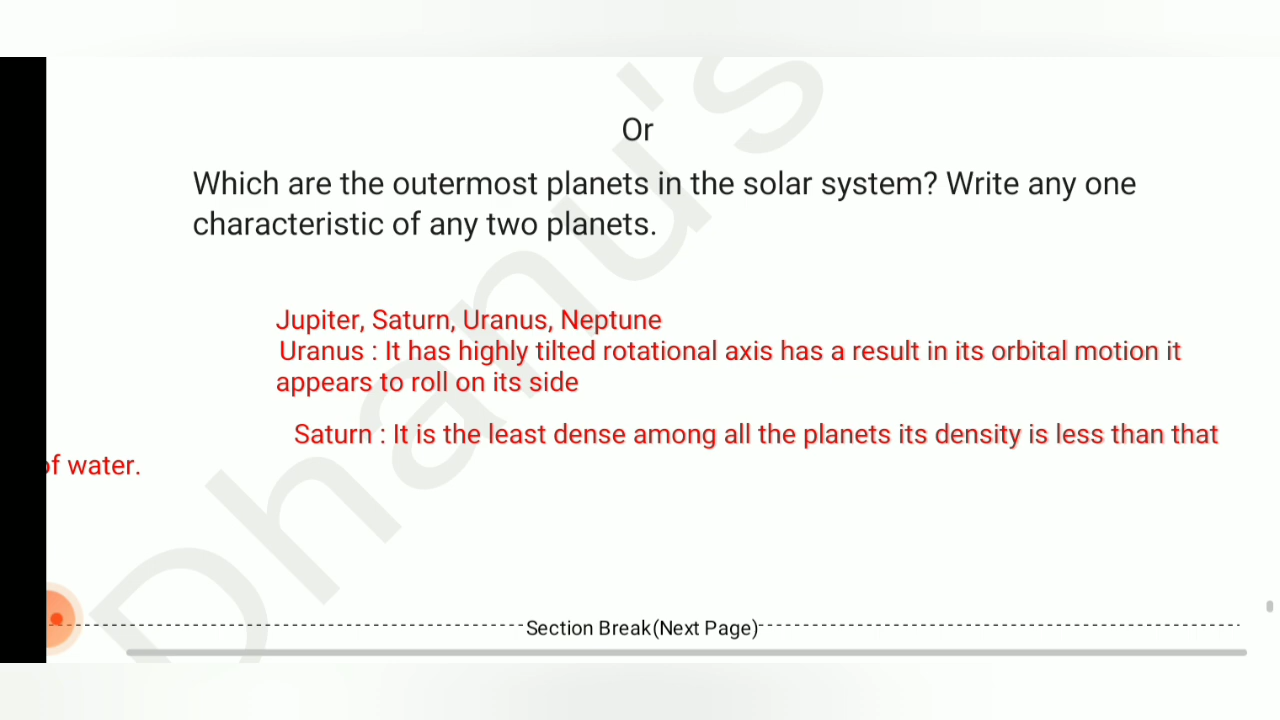 Or
Which are the outermost planets in the solar system? Write any one
characteristic of any two planets.
Jupiter, Saturn, Uranus, Neptune
Uranus : It has highly tilted rotational axis has a result in its orbital motion it
appears to roll on its side
Saturn : It is the least dense among all the planets its density is less than that
of water.
Section Break(Next Page)
Dhanu's